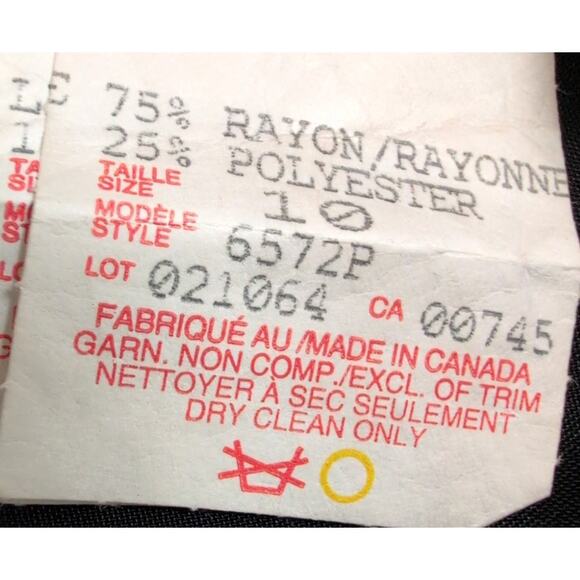 75% RAYON/RAYONNE
25% POLYESTER
TAILLE
SIZE 10
MODÈLE
STYLE 6572P
LOT 021064 CA 00745
FABRIQUÉ AU/MADE IN CANADA
GARN. NON COMP./EXCL. OF TRIM
NETTOYER À SEC SEULEMENT
DRY CLEAN ONLY